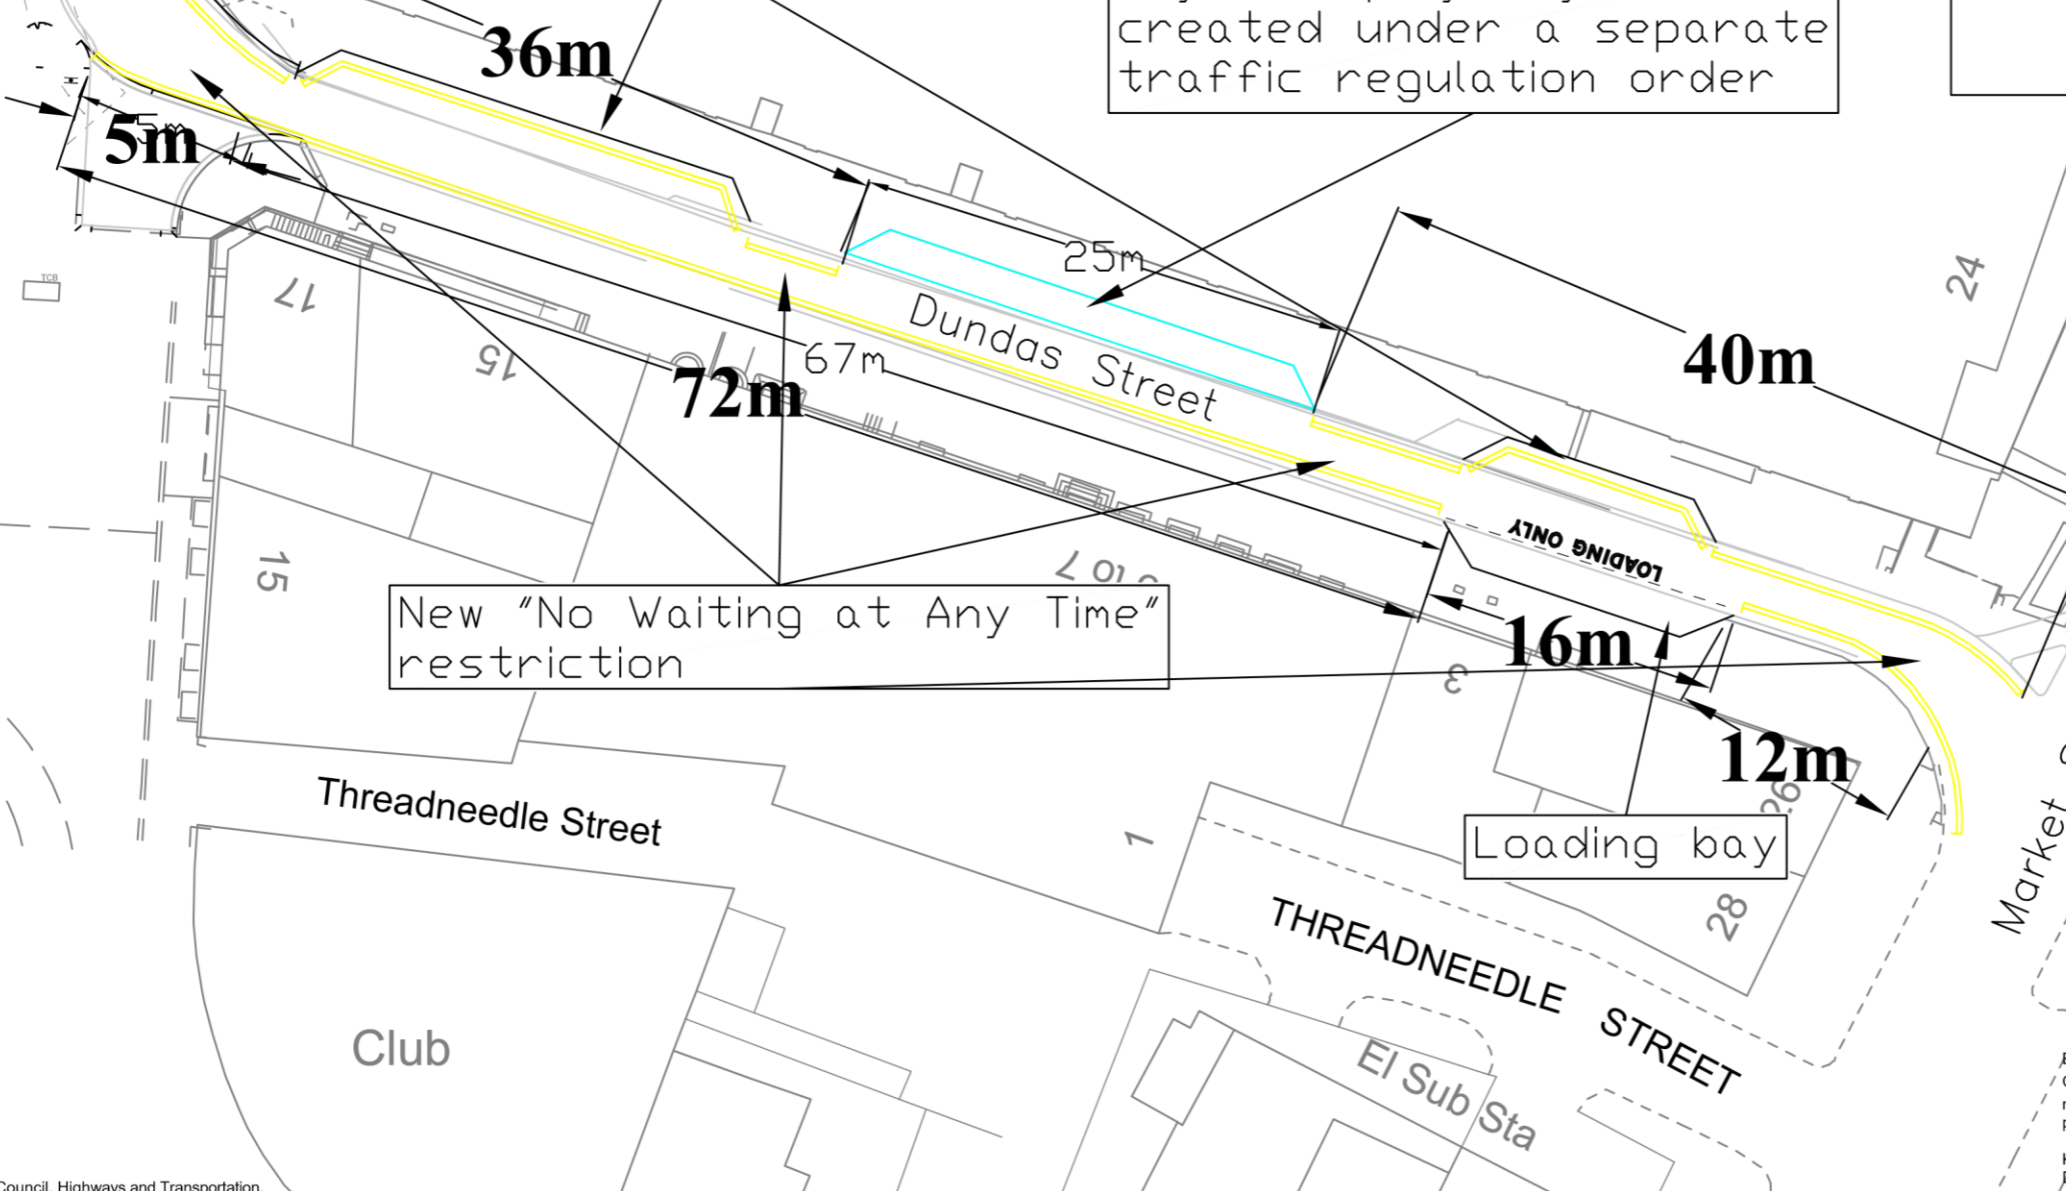 created under a separate
traffic regulation order
36m
5m
25m
40m
24
TCB
17
15
Dundas Street
67m
72m
LOADING ONLY
15
New "No Waiting at Any Time"
restriction
16m
3
12m
26
Threadneedle Street
1
Loading bay
28
Market
THREADNEEDLE STREET
Club
El Sub Sta
Council, Highways and Transportation.